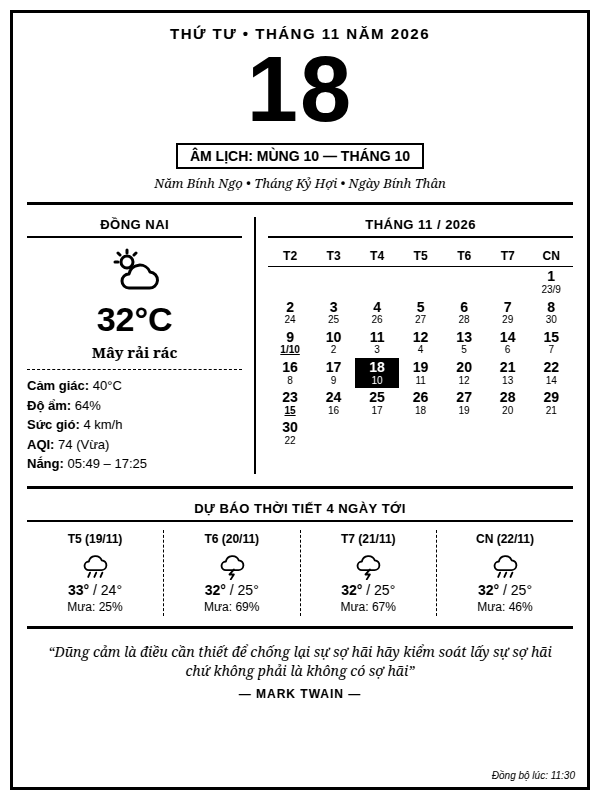 THỨ TƯ • THÁNG 11 NĂM 2026
18
ÂM LỊCH: MÙNG 10 — THÁNG 10
Năm Bính Ngọ • Tháng Kỷ Hợi • Ngày Bính Thân
ĐỒNG NAI
32°C
Mây rải rác
Cảm giác: 40°C
Độ ẩm: 64%
Sức gió: 4 km/h
AQI: 74 (Vừa)
Nắng: 05:49 – 17:25
THÁNG 11 / 2026
T2 T3 T4 T5 T6 T7 CN
1
23/9
2 3 4 5 6 7 8
24 25 26 27 28 29 30
9 10 11 12 13 14 15
1/10 2 3 4 5 6 7
16 17 18 19 20 21 22
8 9 10 11 12 13 14
23 24 25 26 27 28 29
15 16 17 18 19 20 21
30
22
DỰ BÁO THỜI TIẾT 4 NGÀY TỚI
T5 (19/11) T6 (20/11) T7 (21/11) CN (22/11)
33° / 24° 32° / 25° 32° / 25° 32° / 25°
Mưa: 25% Mưa: 69% Mưa: 67% Mưa: 46%
“Dũng cảm là điều cần thiết để chống lại sự sợ hãi hãy kiểm soát lấy sự sợ hãi
chứ không phải là không có sợ hãi”
— MARK TWAIN —
Đồng bộ lúc: 11:30